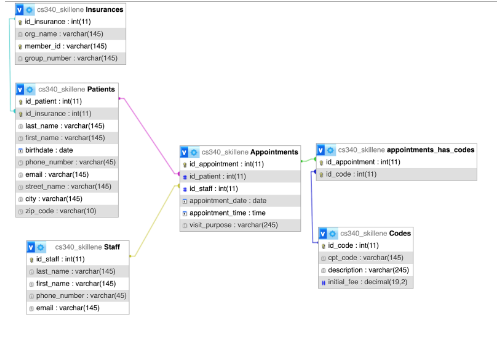 cs340_skillene Insurances
id_insurance : int(11)
org_name : varchar(145)
member_id : varchar(145)
group_number : varchar(145)
cs340_skillene Patients
id_patient : int(11)
id_insurance : int(11)
last_name : varchar(145)
first_name : varchar(145)
birthdate : date
phone_number : varchar(45)
email : varchar(145)
street_name : varchar(145)
city : varchar(145)
zip_code : varchar(10)
cs340_skillene Staff
id_staff : int(11)
last_name : varchar(145)
first_name : varchar(145)
phone_number : varchar(45)
email : varchar(145)
cs340_skillene Appointments
id_appointment : int(11)
id_patient : int(11)
id_staff : int(11)
appointment_date : date
appointment_time : time
visit_purpose : varchar(245)
cs340_skillene appointments_has_codes
id_appointment : int(11)
id_code : int(11)
cs340_skillene Codes
id_code : int(11)
cpt_code : varchar(145)
description : varchar(245)
initial_fee : decimal(19,2)